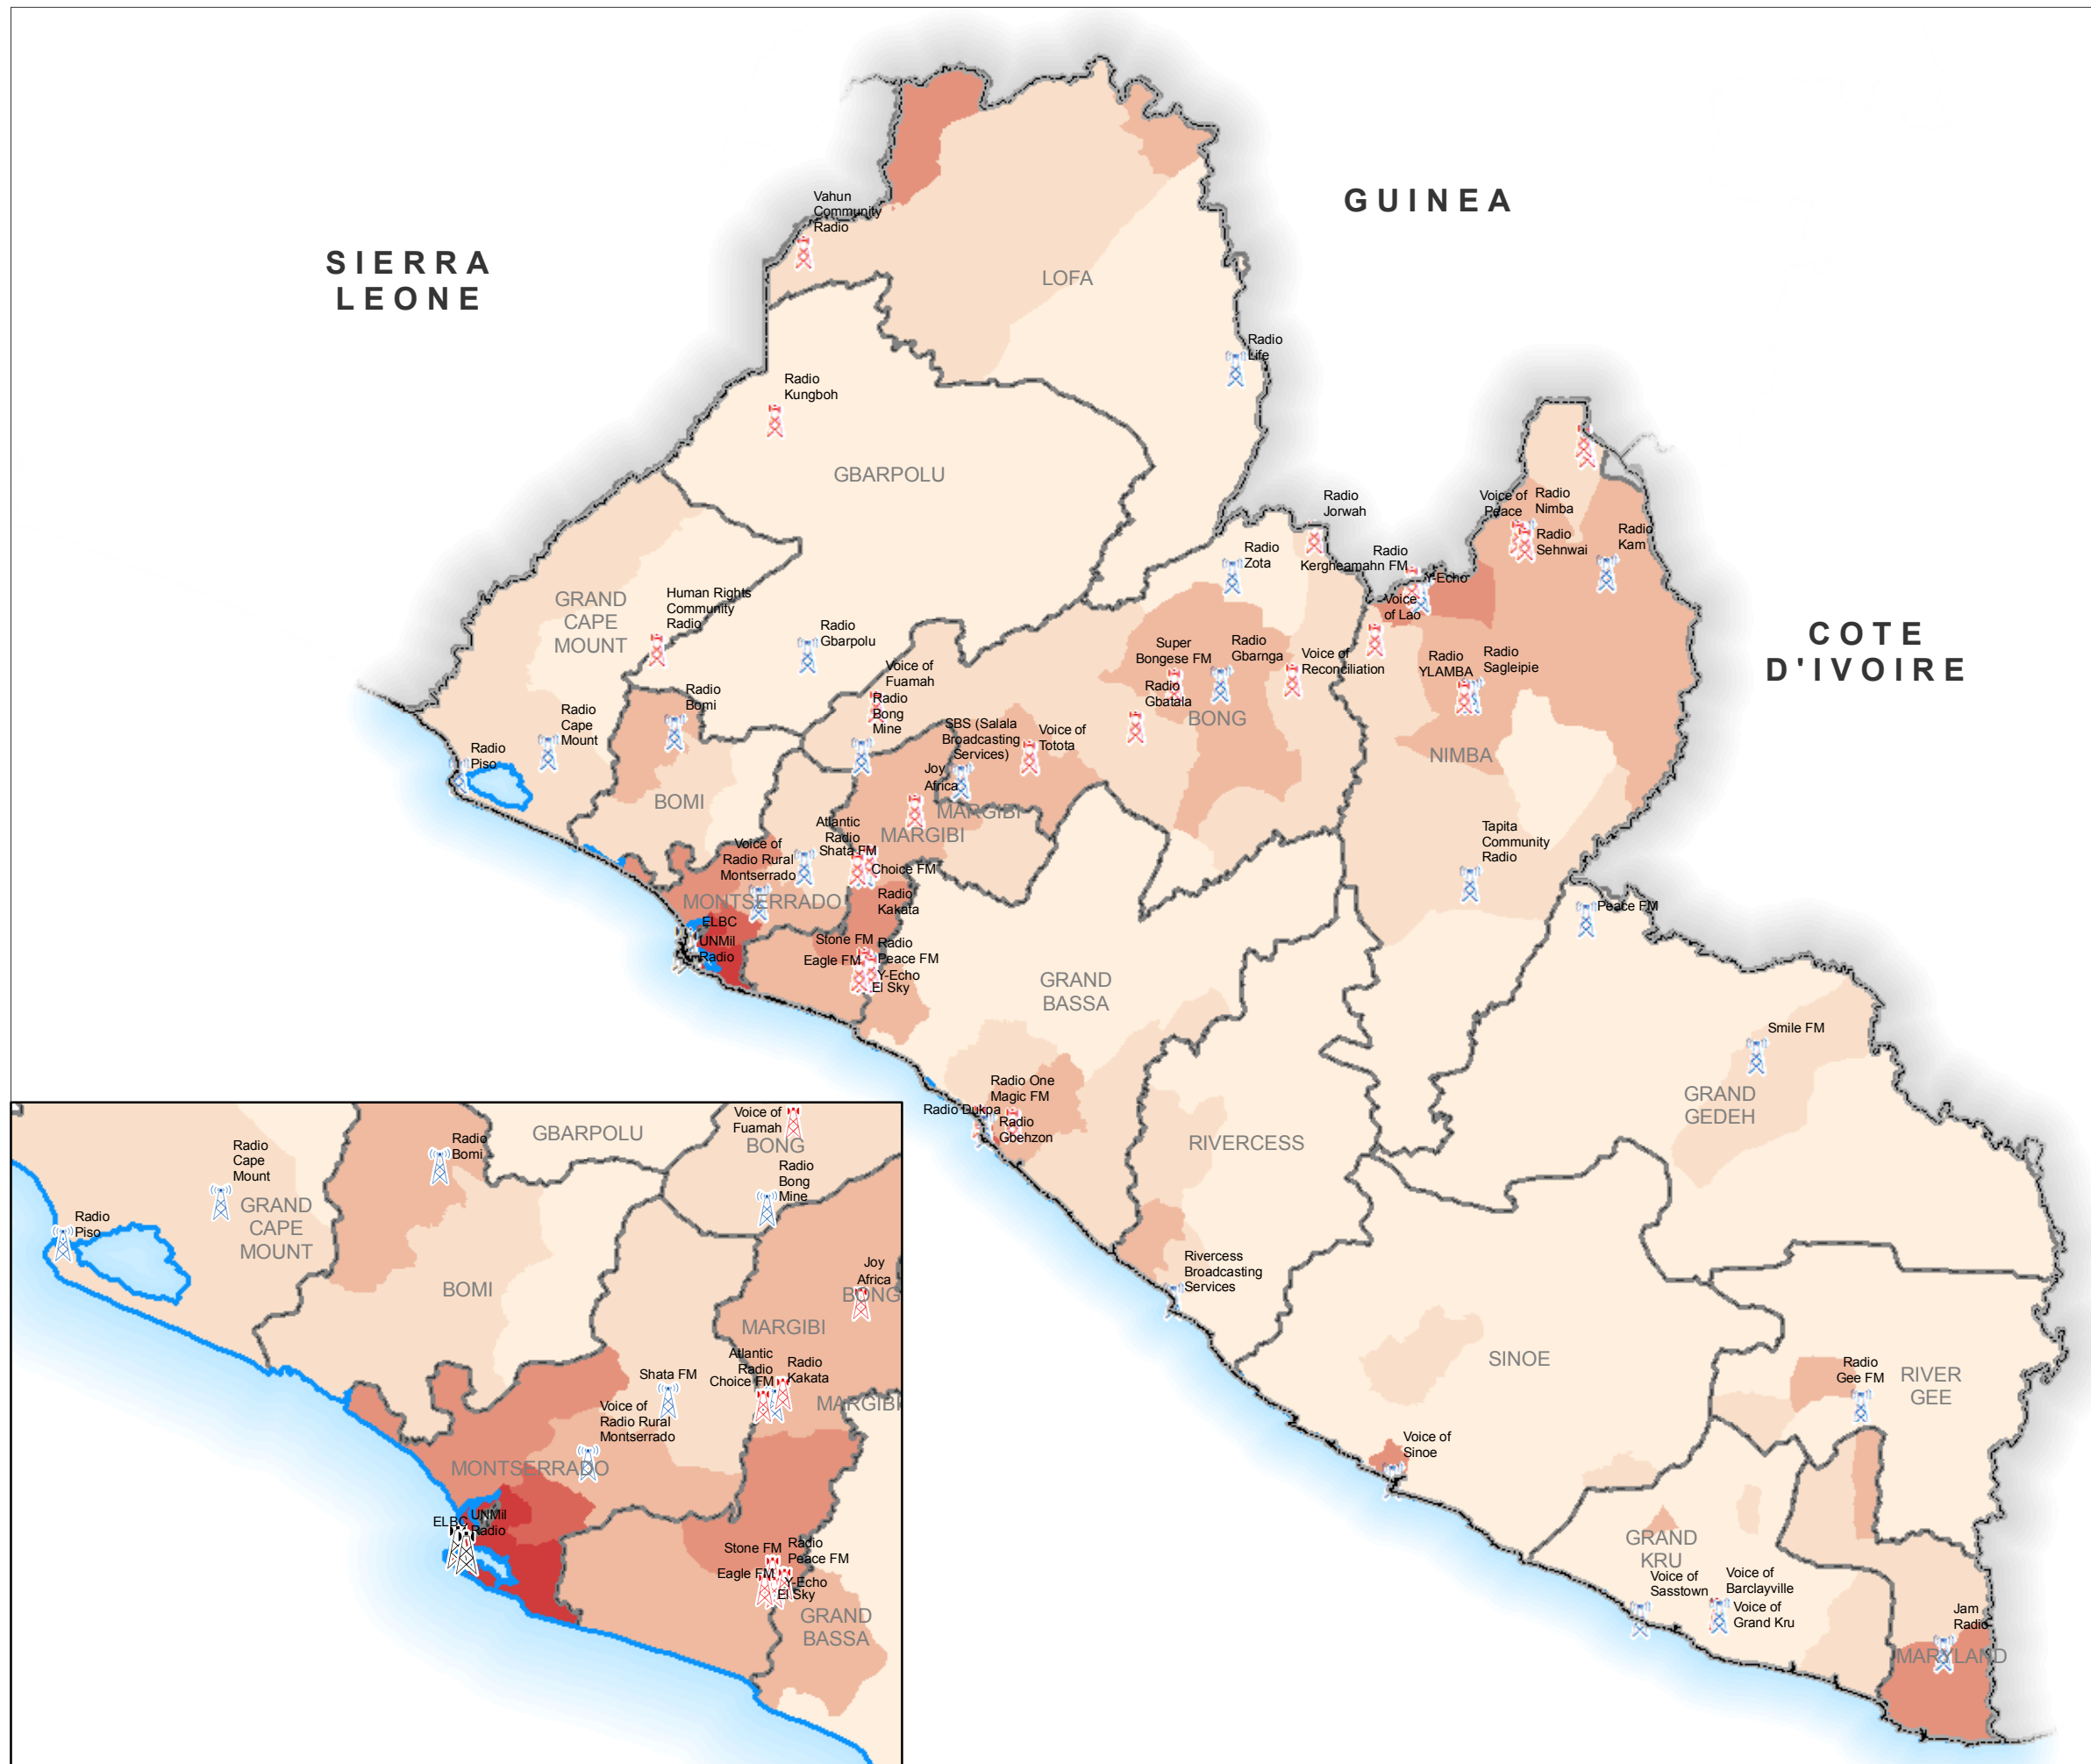 GUINEA
SIERRA
LEONE
COTE
D'IVOIRE
Vahun
Community
Radio
LOFA
Radio
Life
Radio
Kungboh
GBARPOLU
Radio
Jorwah
Voice of
Peace
Radio
Nimba
Radio
Sehnwai
Radio
Kam
Radio
Zota
Radio
Kergheamahn FM
Y-Echo
Voice
of Lao
GRAND
CAPE
MOUNT
Human Rights
Community
Radio
Radio
Gbarpolu
Voice of
Fuamah
Radio
Bong
Mine
Super
Bongese FM
Radio
Gbarnga
Voice of
Reconciliation
Radio
YLAMBA
Radio
Sagleipie
Radio
Gbatala
BONG
NIMBA
Radio
Bomi
Radio
Cape
Mount
Radio
Piso
SBS (Salala
Broadcasting
Services)
Voice of
Totota
Joy
Africa
MARGIBI
MARGIBI
BOMI
Atlantic
Radio
Shata FM
Choice FM
Voice of
Radio Rural
Montserrado
Radio
Kakata
MONTSERRADO
ELBC
UNMil
Radio
Stone FM
Eagle FM
Radio
Peace FM
Y-Echo
El Sky
Tapita
Community
Radio
Peace FM
GRAND
BASSA
Smile FM
GRAND
GEDEH
Radio One
Magic FM
Radio Dukpa
Radio
Gbehzon
RIVERCESS
Rivercess
Broadcasting
Services
SINOE
Radio
Gee FM
RIVER
GEE
Voice of
Sinoe
GRAND
KRU
Voice of
Sasstown
Voice of
Barclayville
Voice of
Grand Kru
Jam
Radio
MARYLAND
Radio
Cape
Mount
GRAND
CAPE
MOUNT
Radio
Piso
Radio
Bomi
GBARPOLU
Voice of
Fuamah
BONG
Radio
Bong
Mine
BOMI
Joy
Africa
BONG
MARGIBI
Atlantic
Radio
Choice FM
Radio
Kakata
MARGIBI
Shata FM
Voice of
Radio Rural
Montserrado
MONTSERRADO
ELBC
UNMil
Radio
Stone FM
Eagle FM
Radio
Peace FM
Y-Echo
El Sky
GRAND
BASSA